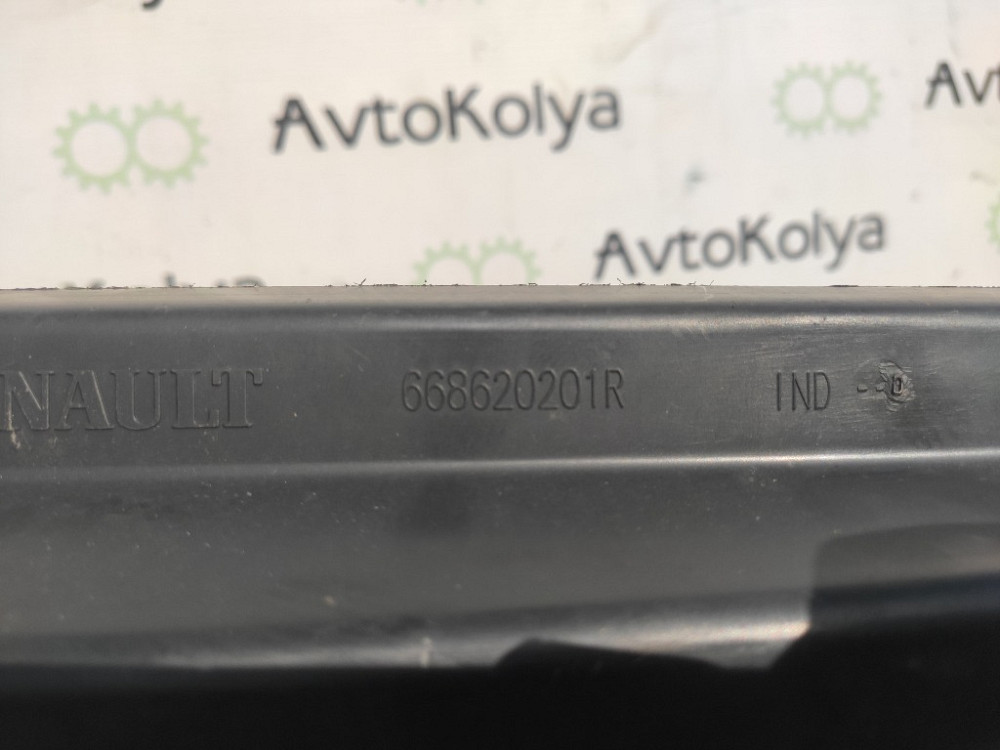 AvtoKolya
AvtoKolya
NAULT 668620201R IND --D